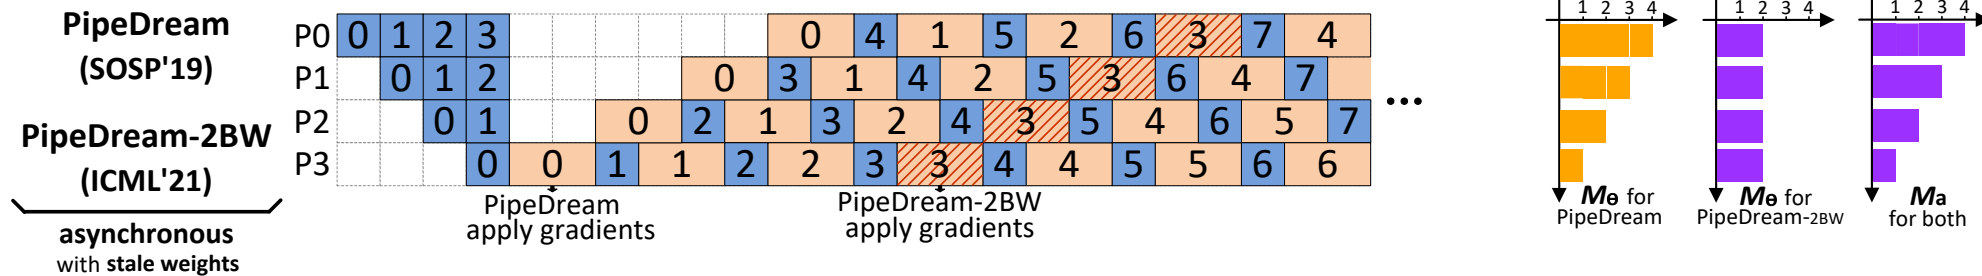 PipeDream
(SOSP'19)
PipeDream-2BW
(ICML'21)
asynchronous
with stale weights
P0 0 1 2 3 0 4 1 5 2 6 3 7 4
P1 0 1 2 0 3 1 4 2 5 3 6 4 7
P2 0 1 0 2 1 3 2 4 3 5 4 6 5 7
P3 0 0 1 1 2 2 3 3 4 4 5 5 6 6
...
PipeDream
apply gradients
PipeDream-2BW
apply gradients
1 2 3 4
Mθ for
PipeDream
1 2 3 4
Mθ for
PipeDream-2BW
1 2 3 4
Ma
for both